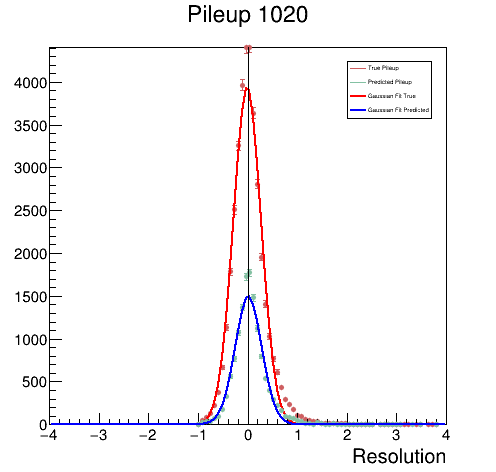 Pileup 1020
True Pileup
Predicted Pileup
Gaussian Fit True
Gaussian Fit Predicted
4000
3500
3000
2500
2000
1500
1000
500
0
−4 −3 −2 −1 0 1 2 3 4
Resolution